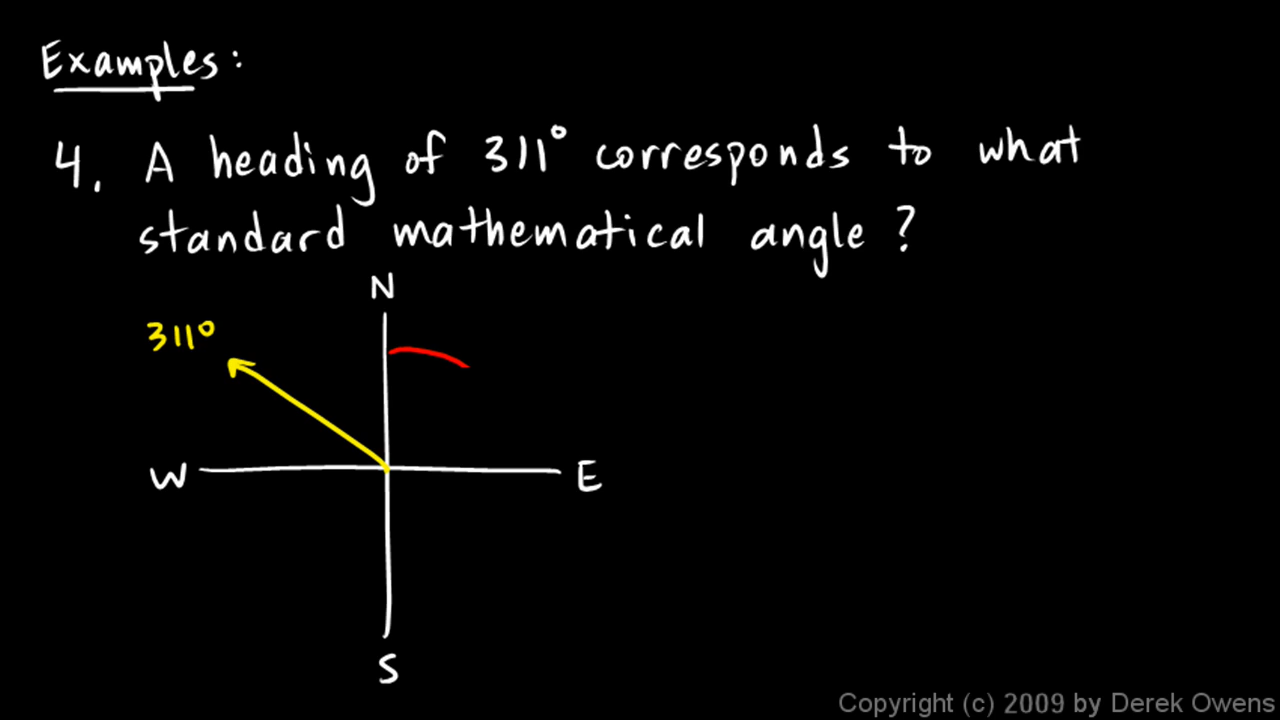 Examples:
4. A heading of 311° corresponds to what
standard mathematical angle?
N
311°
W
E
S
Copyright (c) 2009 by Derek Owens